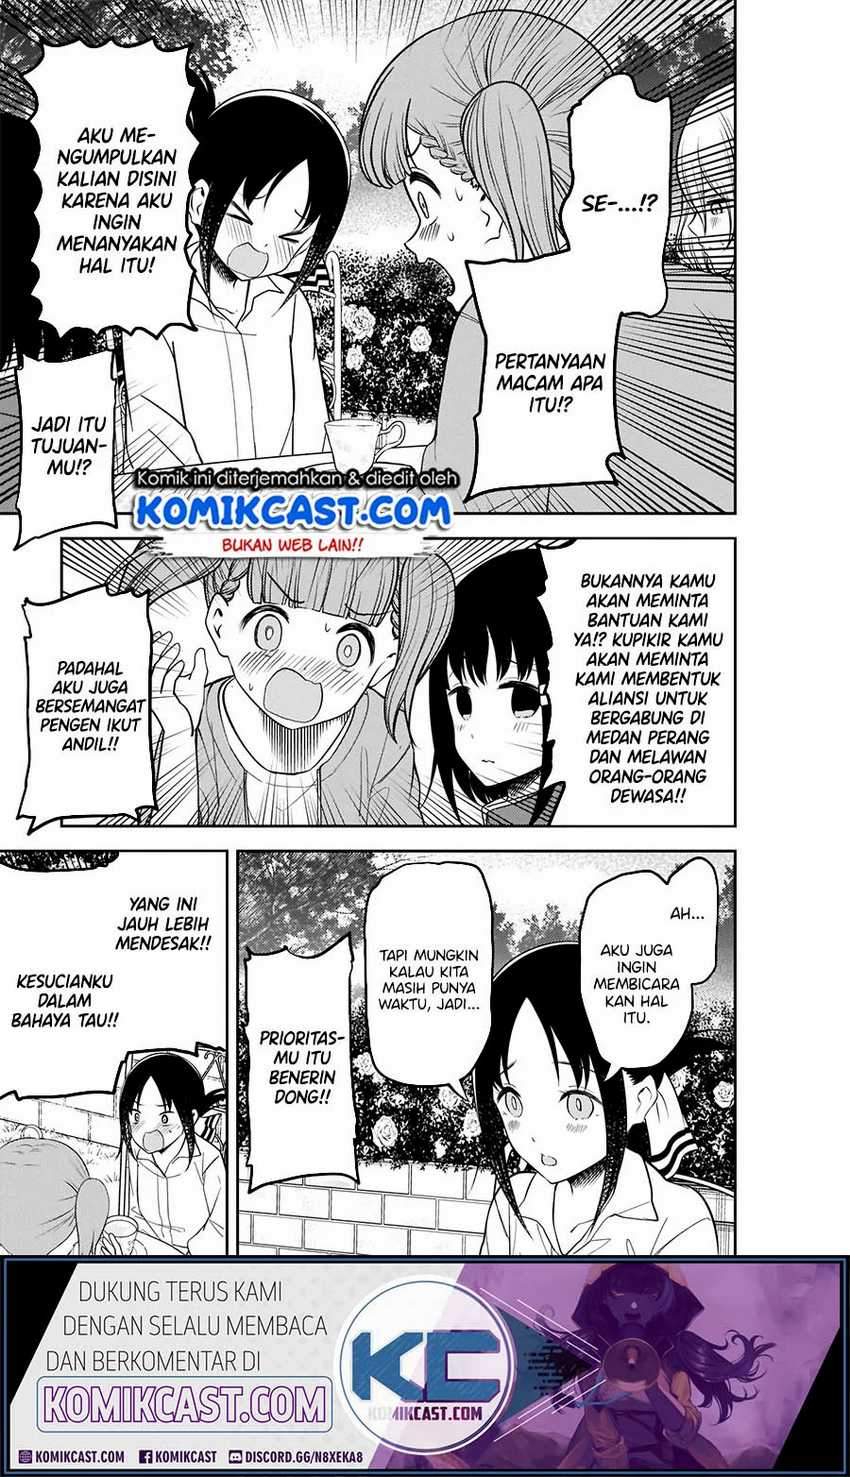 SE-...!?
PERTANYAAN
MACAM APA
ITU!?
AKU ME-
NGUMPULKAN
KALIAN DISINI
KARENA AKU
INGIN
MENANYAKAN
HAL ITU!
JADI ITU
TUJUAN-
MU!?
Komik ini diterjemahkan & diedit oleh
KOMIKCAST.COM
BUKAN WEB LAIN!!
BUKANNYA KAMU
AKAN MEMINTA
BANTUAN KAMI
YA!? KUPIKIR KAMU
AKAN MEMINTA
KAMI MEMBENTUK
ALIANSI UNTUK
BERGABUNG DI
MEDAN PERANG
DAN MELAWAN
ORANG-ORANG
DEWASA!!
PADAHAL
AKU JUGA
BERSEMANGAT
PENGEN IKUT
ANDIL!!
AH...
AKU JUGA
INGIN
MEMBICARA
KAN HAL
ITU.
TAPI MUNGKIN
KALAU KITA
MASIH PUNYA
WAKTU, JADI...
PRIORITAS-
MU ITU
BENERIN
DONG!!
YANG INI
JAUH LEBIH
MENDESAK!!
KESUCIANKU
DALAM
BAHAYA TAU!!
DUKUNG TERUS KAMI
DENGAN SELALU MEMBACA
DAN BERKOMENTAR DI
KOMIKCAST.COM
KC
KOMIKCAST.COM
KOMIKCAST.COM
KOMIKCAST
DISCORD.GG/N8XEKA8